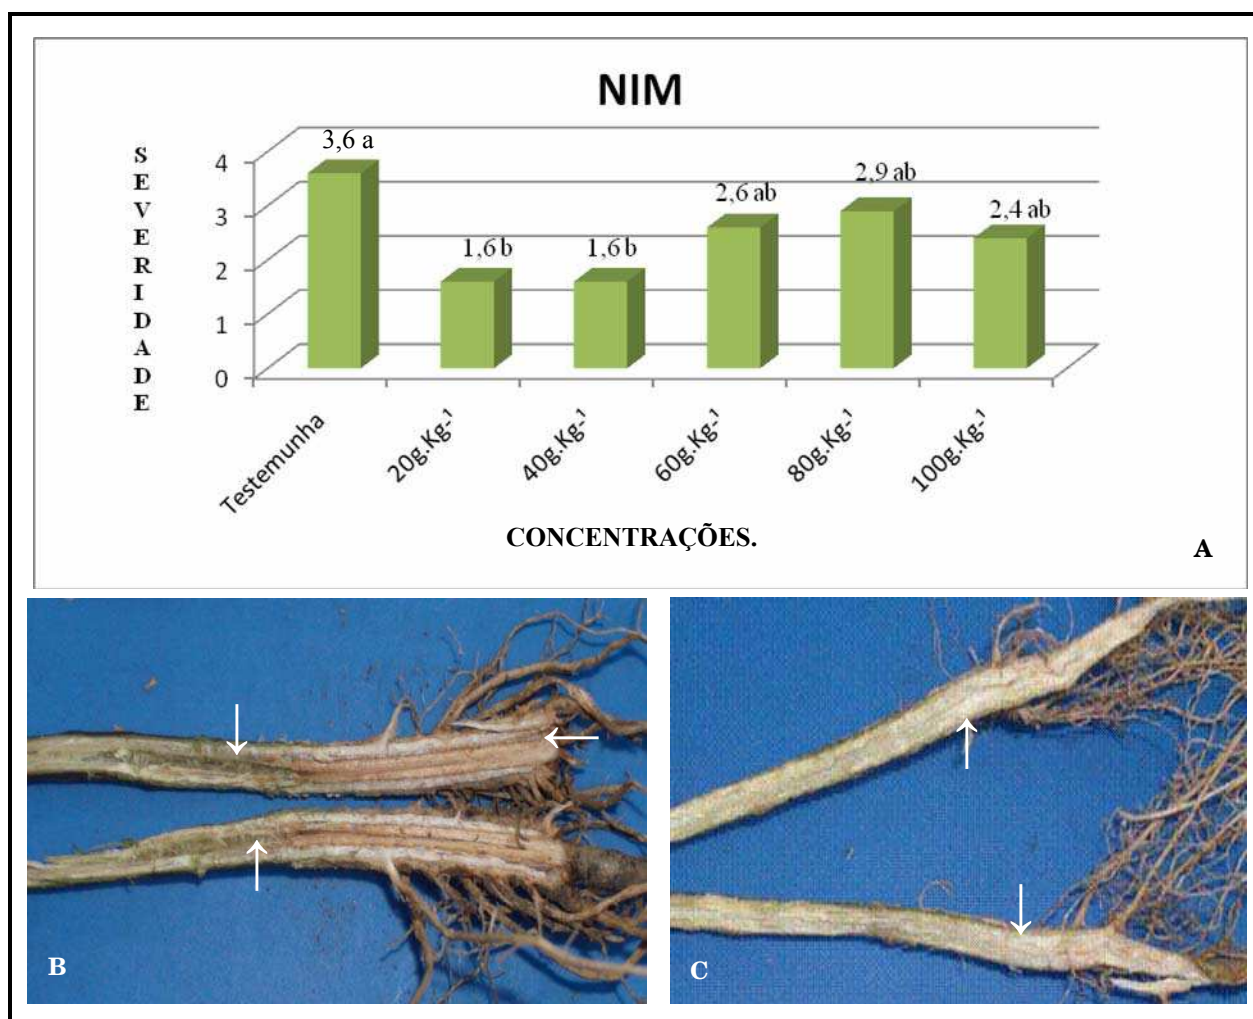 NIM
SEVERIDADE
4
3
2
1
0
3,6 a
1,6 b
1,6 b
2,6 ab
2,9 ab
2,4 ab
Testemunha
20g.Kg-¹
40g.Kg-¹
60g.Kg-¹
80g.Kg-¹
100g.Kg-¹
CONCENTRAÇÕES.
A
B
C